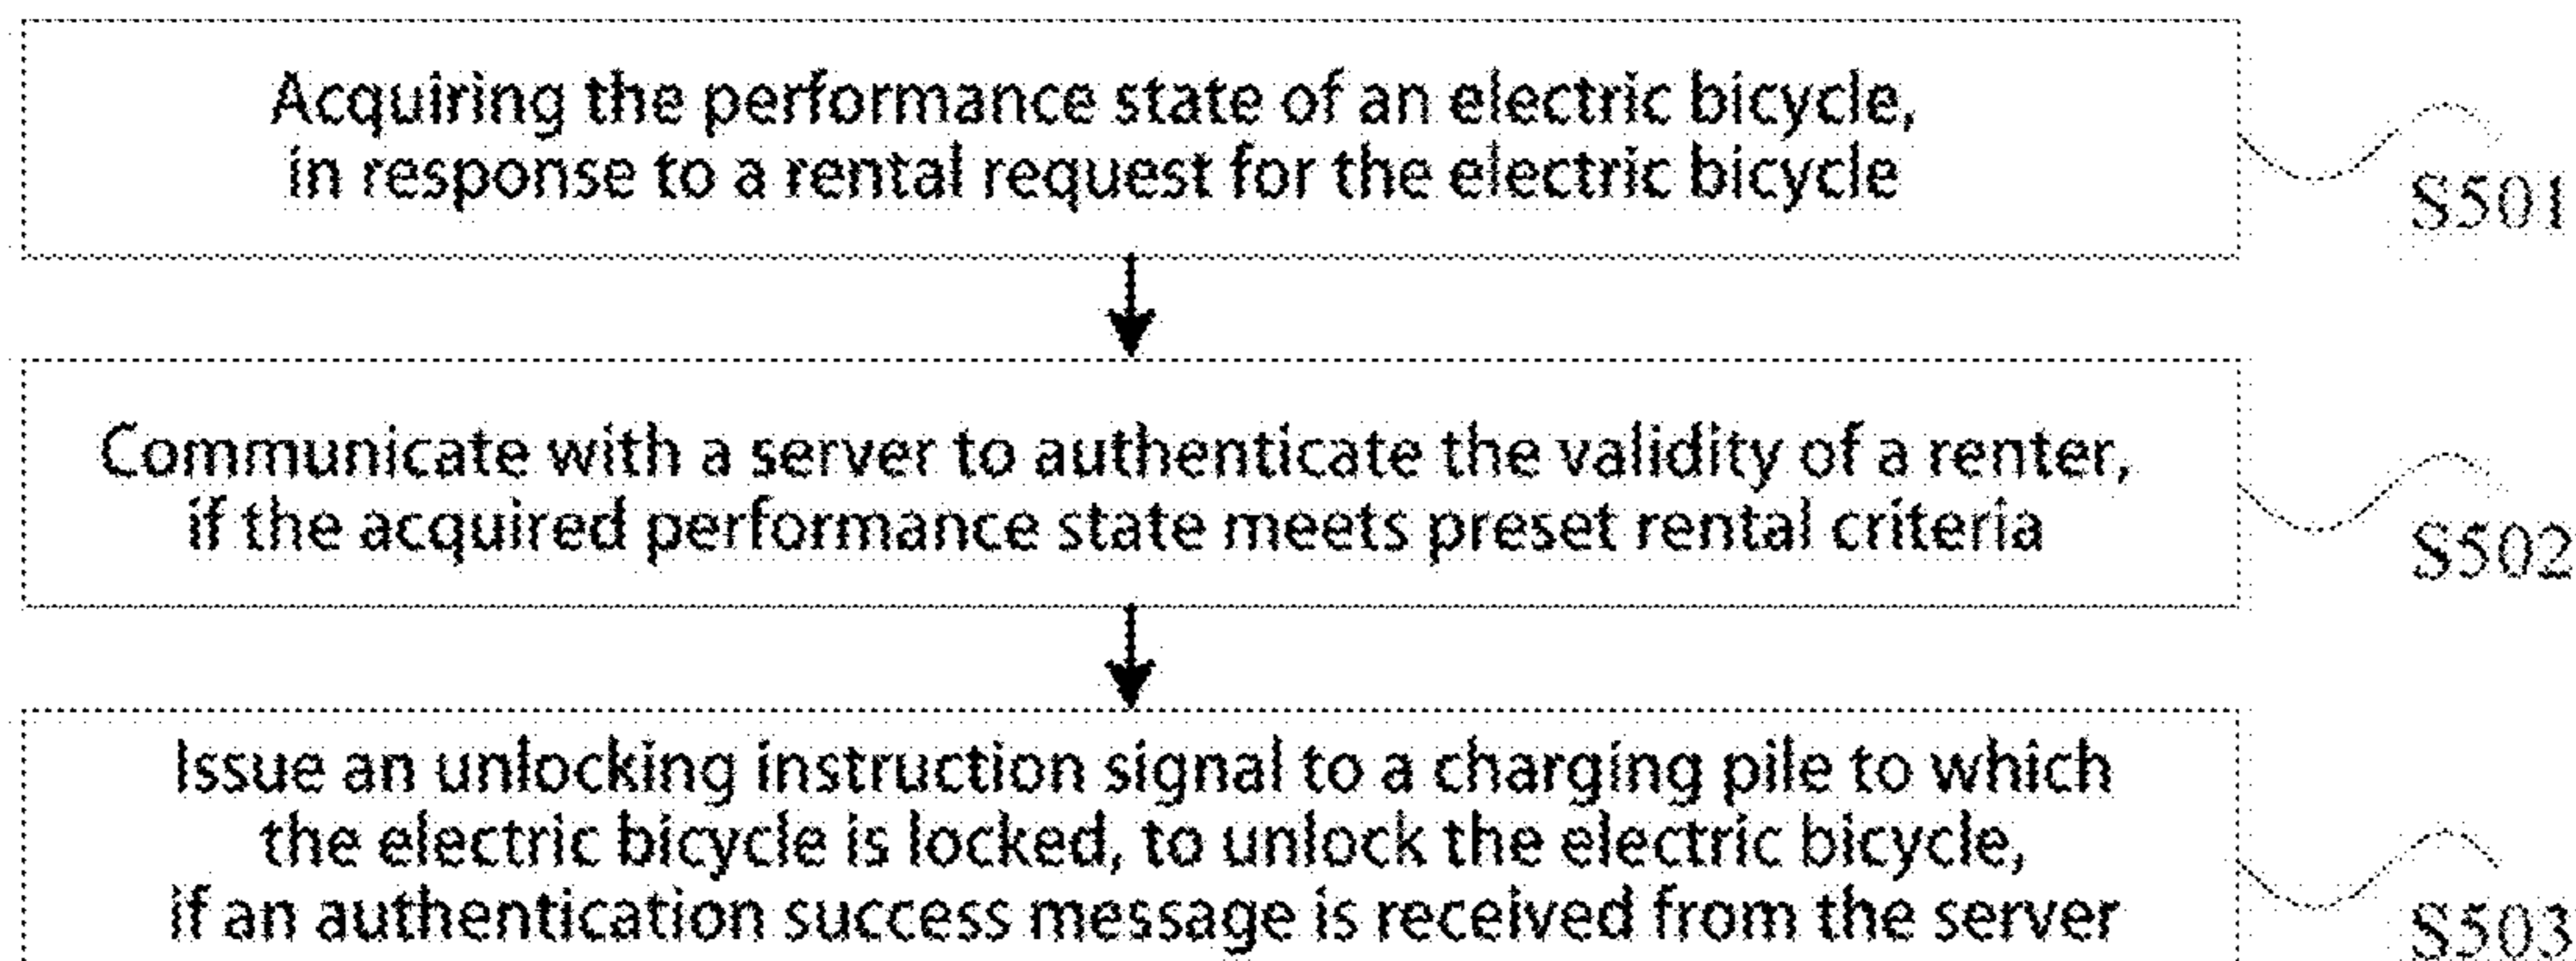 Acquiring the performance state of an electric bicycle,
in response to a rental request for the electric bicycle
S501
Communicate with a server to authenticate the validity of a renter,
if the acquired performance state meets preset rental criteria
S502
Issue an unlocking instruction signal to a charging pile to which
the electric bicycle is locked, to unlock the electric bicycle,
if an authentication success message is received from the server
S503